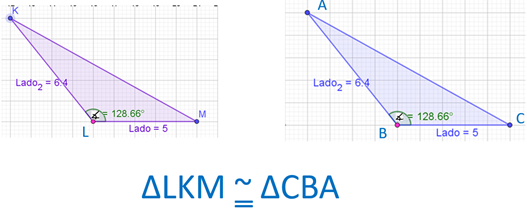 K
A
Lado₂ = 6.4
Lado₂ = 6.4
∡ = 128.66°
∡ = 128.66°
L
M
B
C
Lado = 5
Lado = 5
ΔLKM ≅ ΔCBA